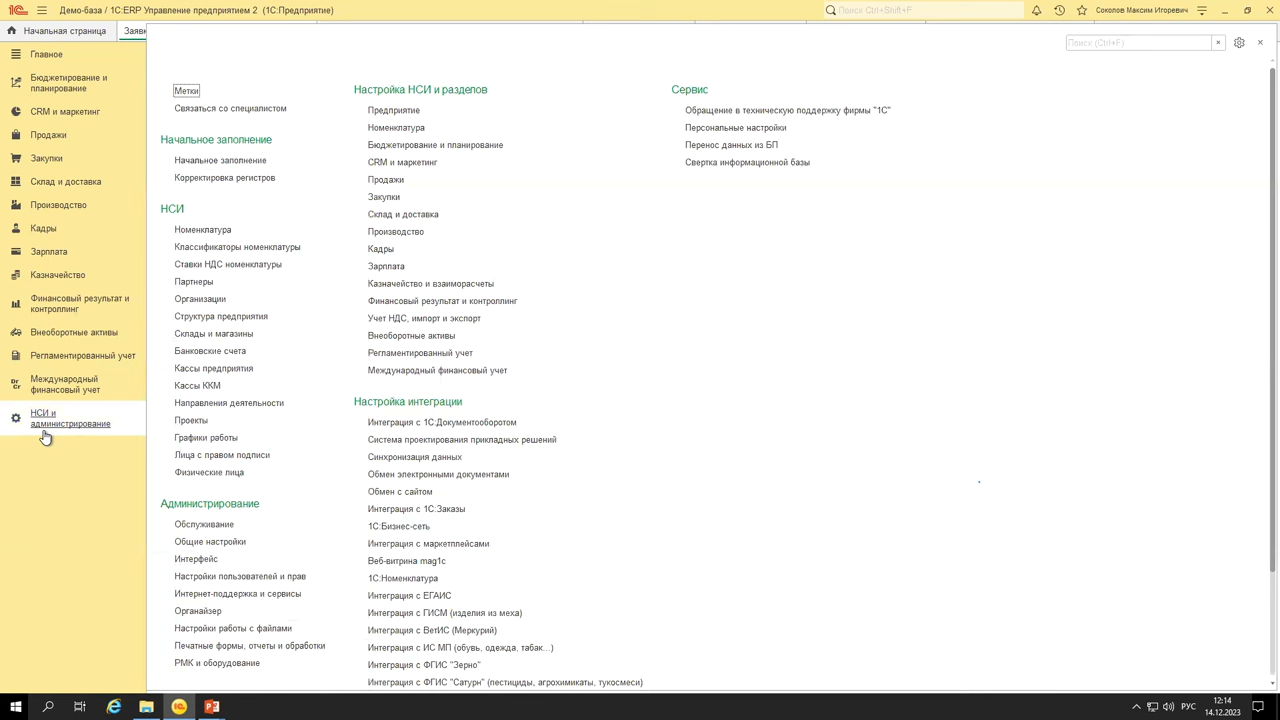 Демо-база / 1С:ERP Управление предприятием 2 (1С:Предприятие)
Поиск Ctrl+Shift+F
Соколов Максим Игоревич
Начальная страница
Заявк
Поиск (Ctrl+F)
Главное
Бюджетирование и
планирование
CRM и маркетинг
Продажи
Закупки
Склад и доставка
Производство
Кадры
Зарплата
Казначейство
Финансовый результат и
контроллинг
Внеоборотные активы
Регламентированный учет
Международный
финансовый учет
НСИ и
администрирование
Метки
Связаться со специалистом
Начальное заполнение
Начальное заполнение
Корректировка регистров
НСИ
Номенклатура
Классификаторы номенклатуры
Ставки НДС номенклатуры
Партнеры
Организации
Структура предприятия
Склады и магазины
Банковские счета
Кассы предприятия
Кассы ККМ
Направления деятельности
Проекты
Графики работы
Лица с правом подписи
Физические лица
Администрирование
Обслуживание
Общие настройки
Интерфейс
Настройки пользователей и прав
Интернет-поддержка и сервисы
Органайзер
Настройки работы с файлами
Печатные формы, отчеты и обработки
РМК и оборудование
Настройка НСИ и разделов
Предприятие
Номенклатура
Бюджетирование и планирование
CRM и маркетинг
Продажи
Закупки
Склад и доставка
Производство
Кадры
Зарплата
Казначейство и взаиморасчеты
Финансовый результат и контроллинг
Учет НДС, импорт и экспорт
Внеоборотные активы
Регламентированный учет
Международный финансовый учет
Настройка интеграции
Интеграция с 1С:Документооборотом
Система проектирования прикладных решений
Синхронизация данных
Обмен электронными документами
Обмен с сайтом
Интеграция с 1С:Заказы
1С:Бизнес-сеть
Интеграция с маркетплейсами
Веб-витрина mag1c
1С:Номенклатура
Интеграция с ЕГАИС
Интеграция с ГИСМ (изделия из меха)
Интеграция с ВетИС (Меркурий)
Интеграция с ИС МП (обувь, одежда, табак...)
Интеграция с ФГИС "Зерно"
Интеграция с ФГИС "Сатурн" (пестициды, агрохимикаты, тукосмеси)
Сервис
Обращение в техническую поддержку фирмы "1С"
Персональные настройки
Перенос данных из БП
Свертка информационной базы
РУС
12:14
14.12.2023